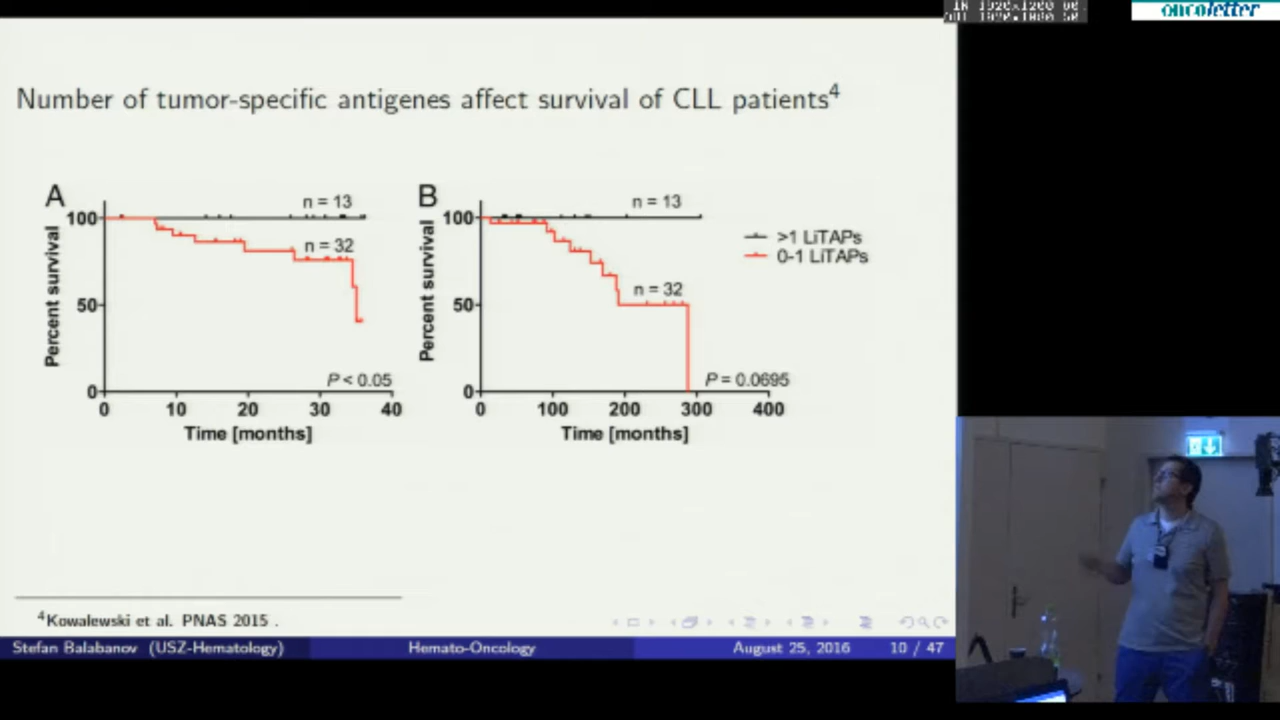 oncoletter
Number of tumor-specific antigenes affect survival of CLL patients4
A
B
n = 13
n = 32
100
50
0
Percent survival
P < 0.05
0 10 20 30 40
Time [months]
n = 13
n = 32
100
50
0
Percent survival
P = 0.0695
0 100 200 300 400
Time [months]
>1 LiTAPs
0-1 LiTAPs
4Kowalewski et al. PNAS 2015 .
Stefan Balabanov (USZ-Hematology) Hemato-Oncology August 25, 2016 10 / 47